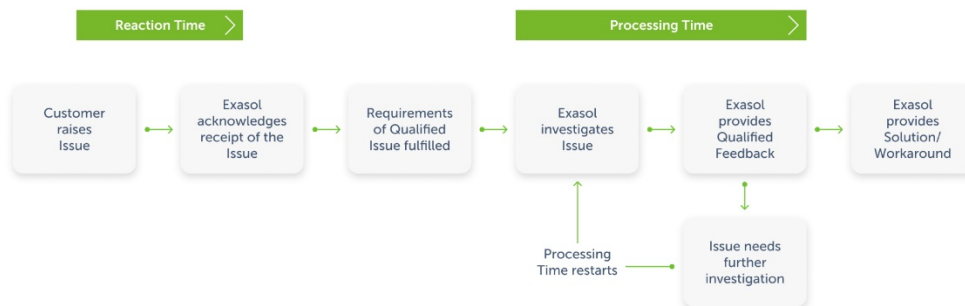 Reaction Time
Processing Time
Customer
raises
Issue
Exasol
acknowledges
receipt of the
Issue
Requirements
of Qualified
Issue fulfilled
Exasol
investigates
Issue
Exasol
provides
Qualified
Feedback
Exasol
provides
Solution/
Workaround
Processing
Time restarts
Issue needs
further
investigation